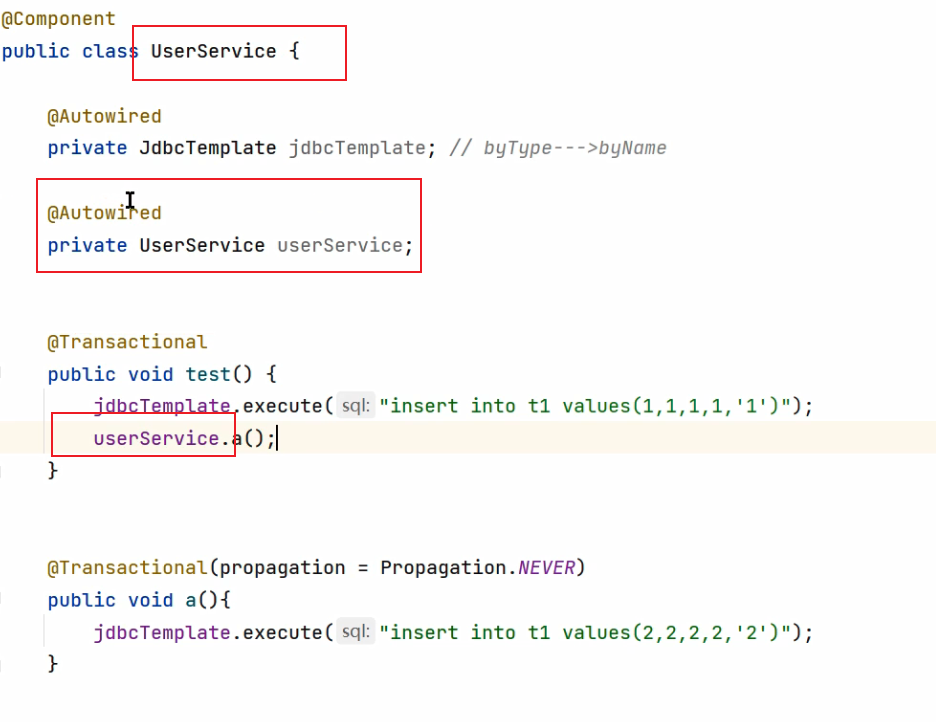 @Component
public class UserService {
@Autowired
private JdbcTemplate jdbcTemplate; // byType--->byName
@Autowired
private UserService userService;
@Transactional
public void test() {
jdbcTemplate.execute( sql: "insert into t1 values(1,1,1,1,'1')");
userService.a();
}
@Transactional(propagation = Propagation.NEVER)
public void a(){
jdbcTemplate.execute( sql: "insert into t1 values(2,2,2,2,'2')");
}